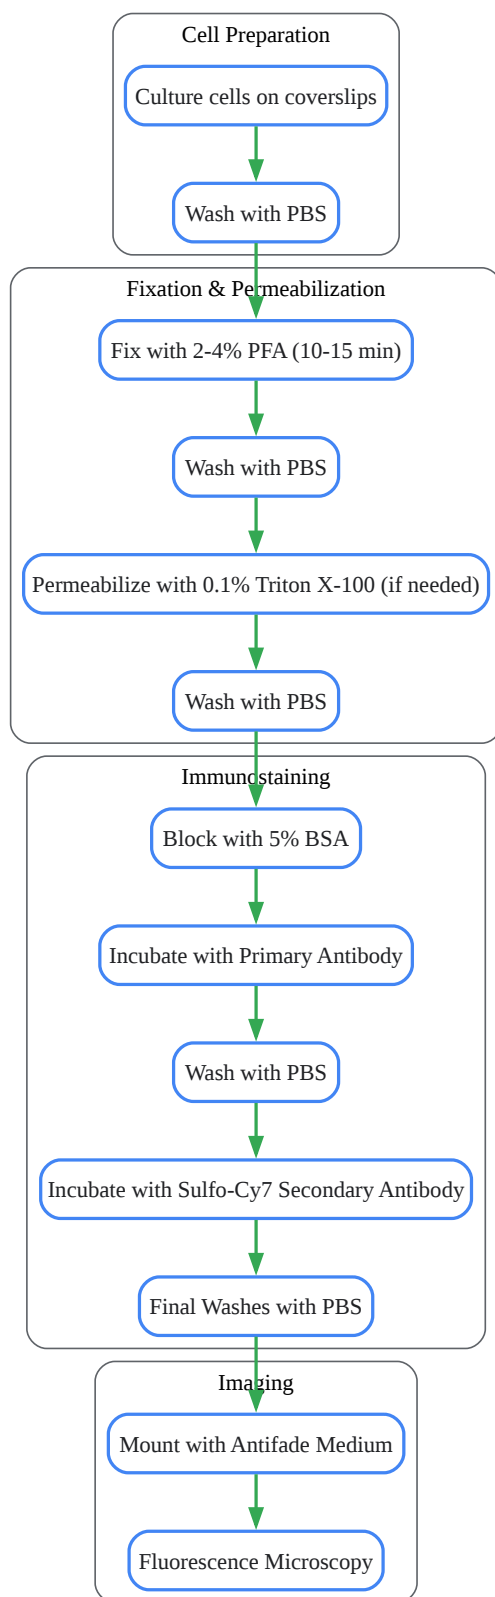 Cell Preparation
Culture cells on coverslips
Wash with PBS
Fixation & Permeabilization
Fix with 2-4% PFA (10-15 min)
Wash with PBS
Permeabilize with 0.1% Triton X-100 (if needed)
Wash with PBS
Immunostaining
Block with 5% BSA
Incubate with Primary Antibody
Wash with PBS
Incubate with Sulfo-Cy7 Secondary Antibody
Final Washes with PBS
Imaging
Mount with Antifade Medium
Fluorescence Microscopy